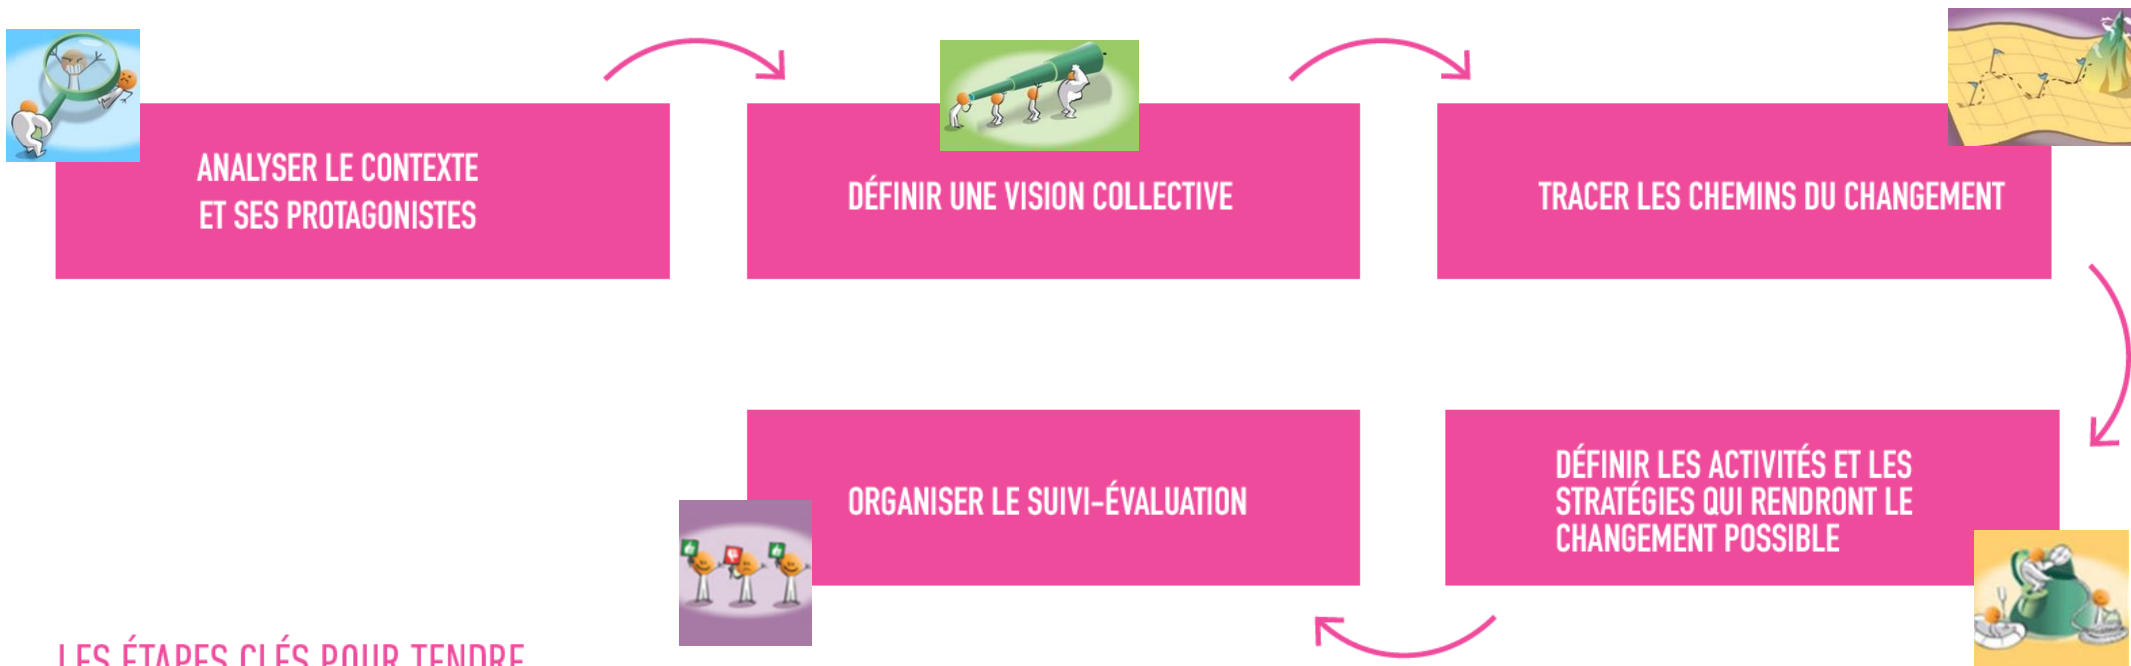 ANALYSER LE CONTEXTE
ET SES PROTAGONISTES
DÉFINIR UNE VISION COLLECTIVE
TRACER LES CHEMINS DU CHANGEMENT
DÉFINIR LES ACTIVITÉS ET LES
STRATÉGIES QUI RENDRONT LE
CHANGEMENT POSSIBLE
ORGANISER LE SUIVI-ÉVALUATION
LES ÉTAPES CLÉS POUR TENDRE